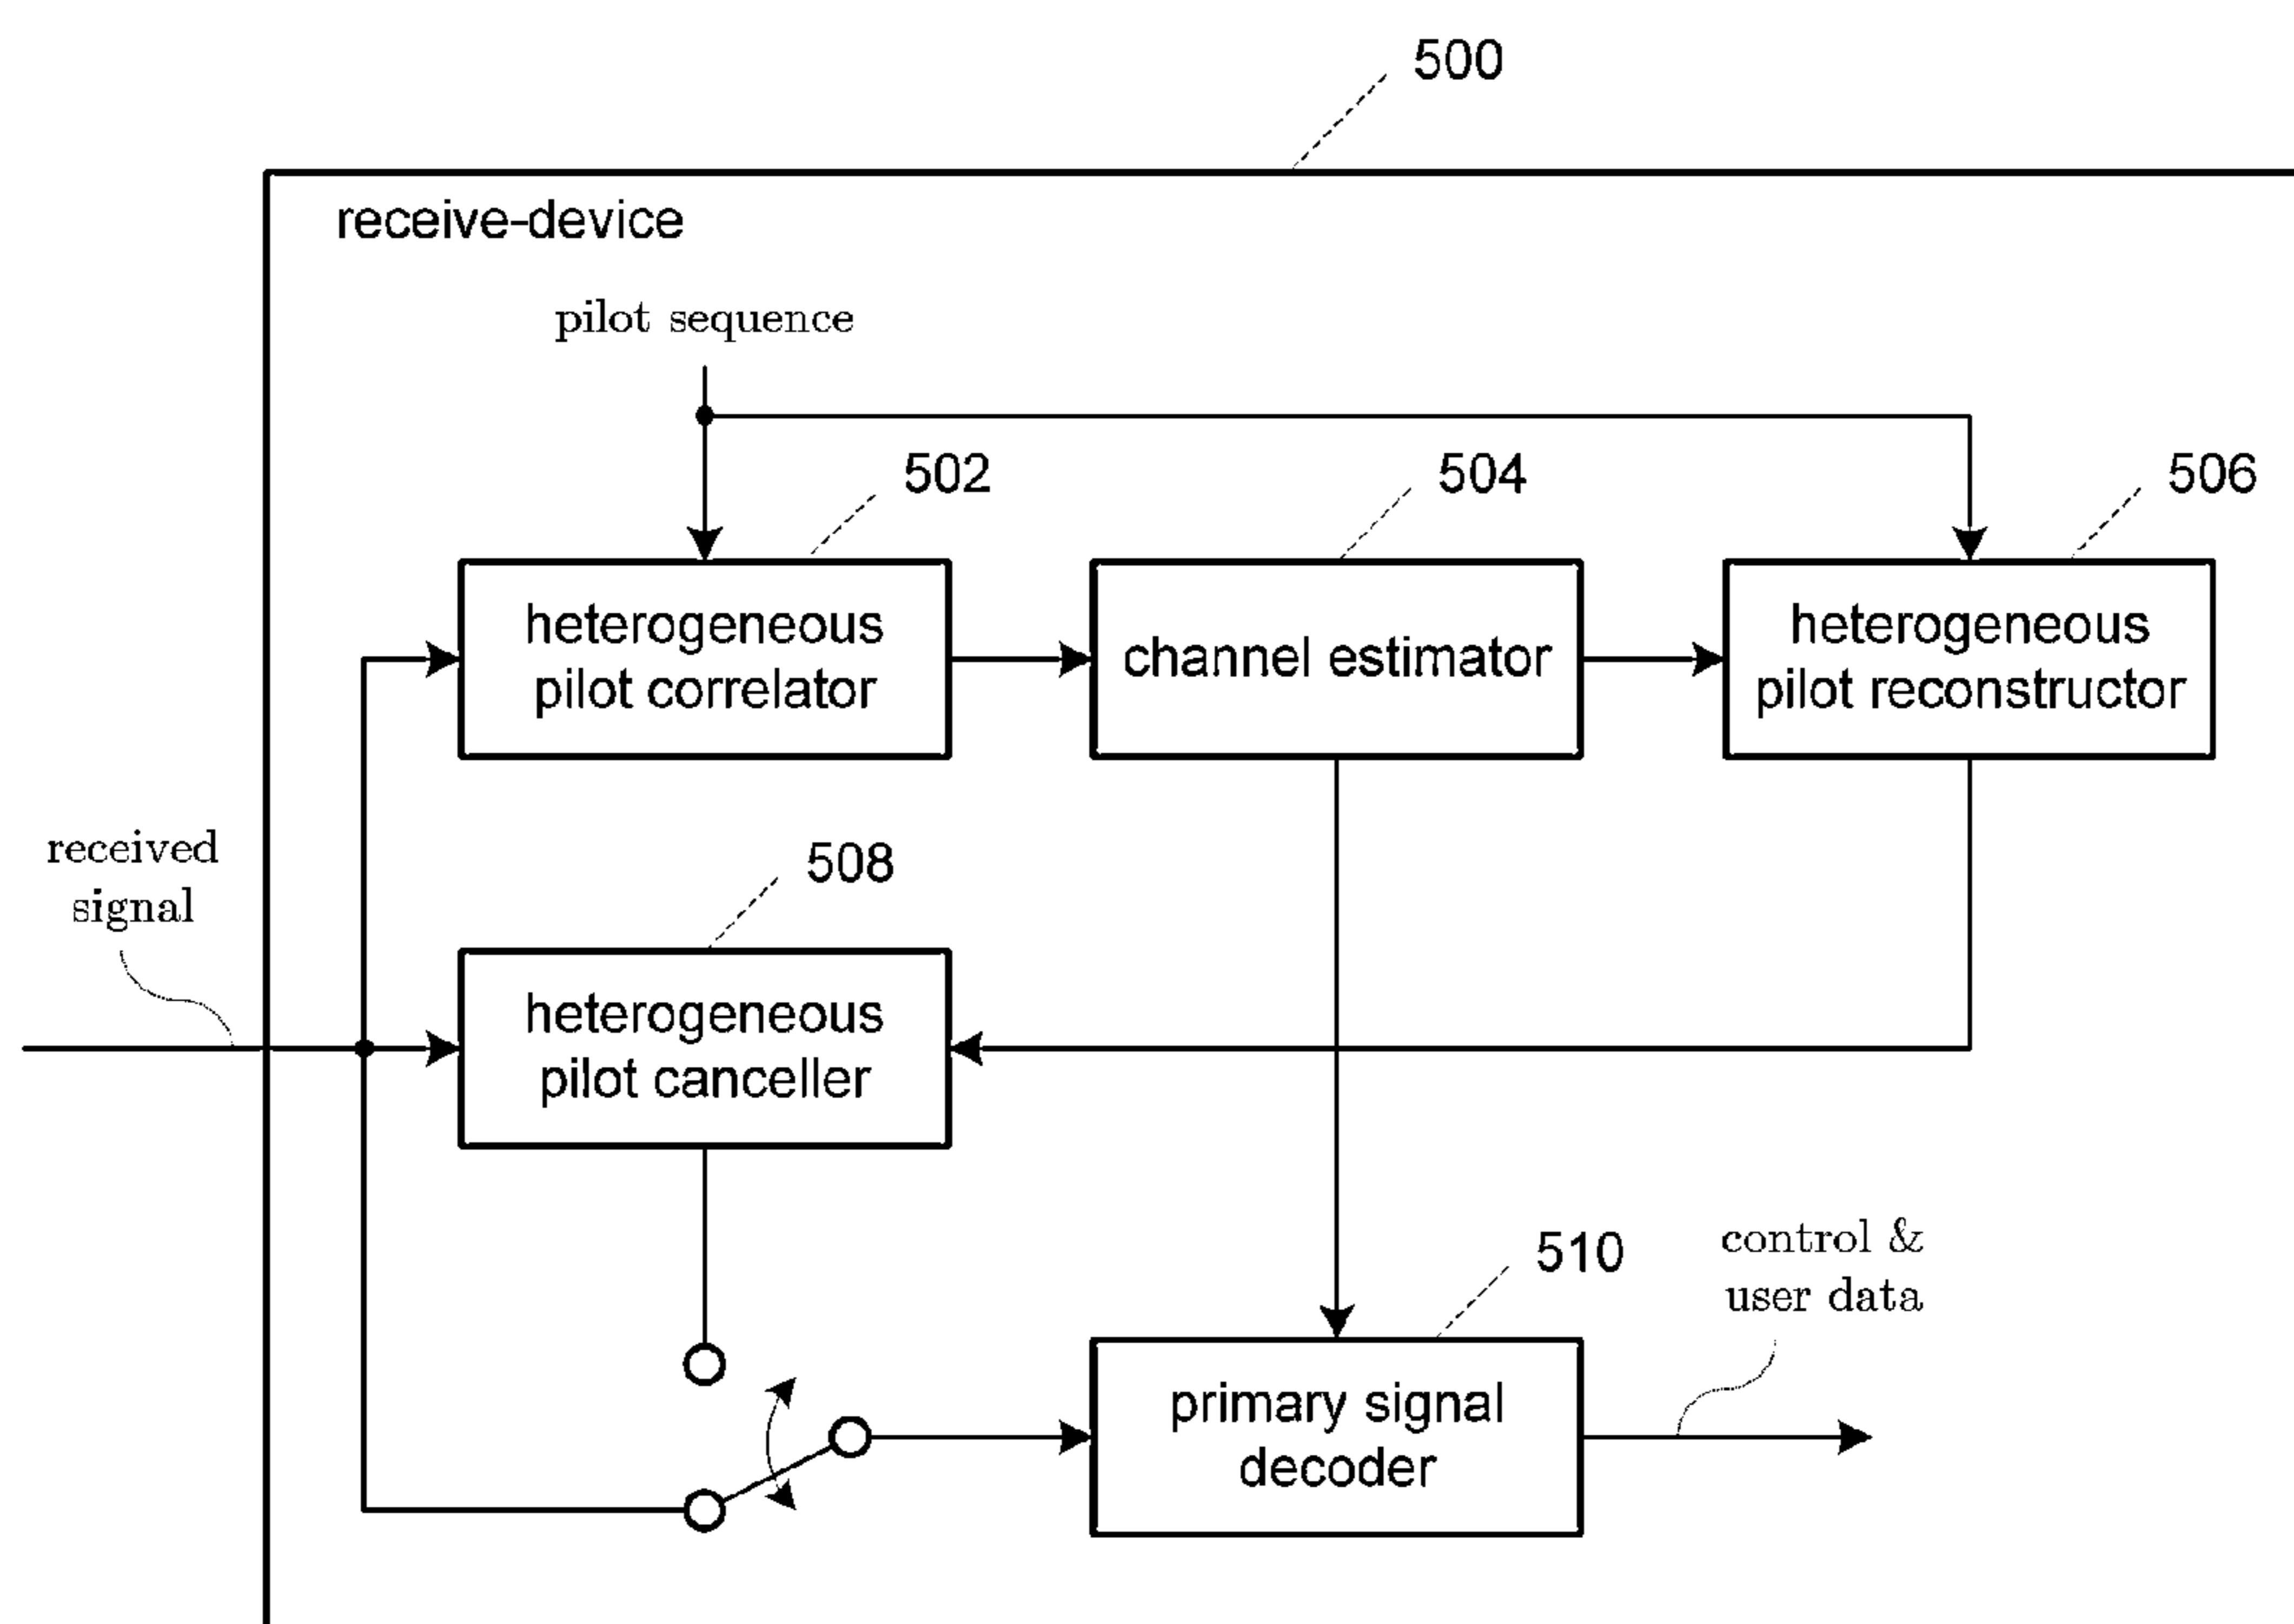 500
receive-device
pilot sequence
502
504
506
heterogeneous
pilot correlator
channel estimator
heterogeneous
pilot reconstructor
received
signal
508
heterogeneous
pilot canceller
510
control &
user data
primary signal
decoder